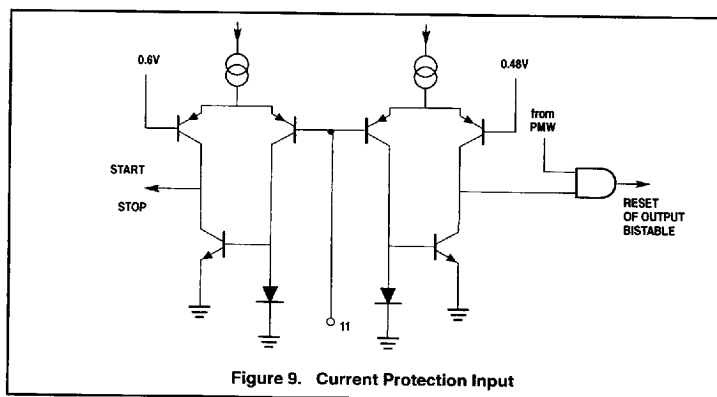 0.6V
0.48V
from
PMW
START
STOP
RESET
OF OUTPUT
BISTABLE
11
Figure 9. Current Protection Input